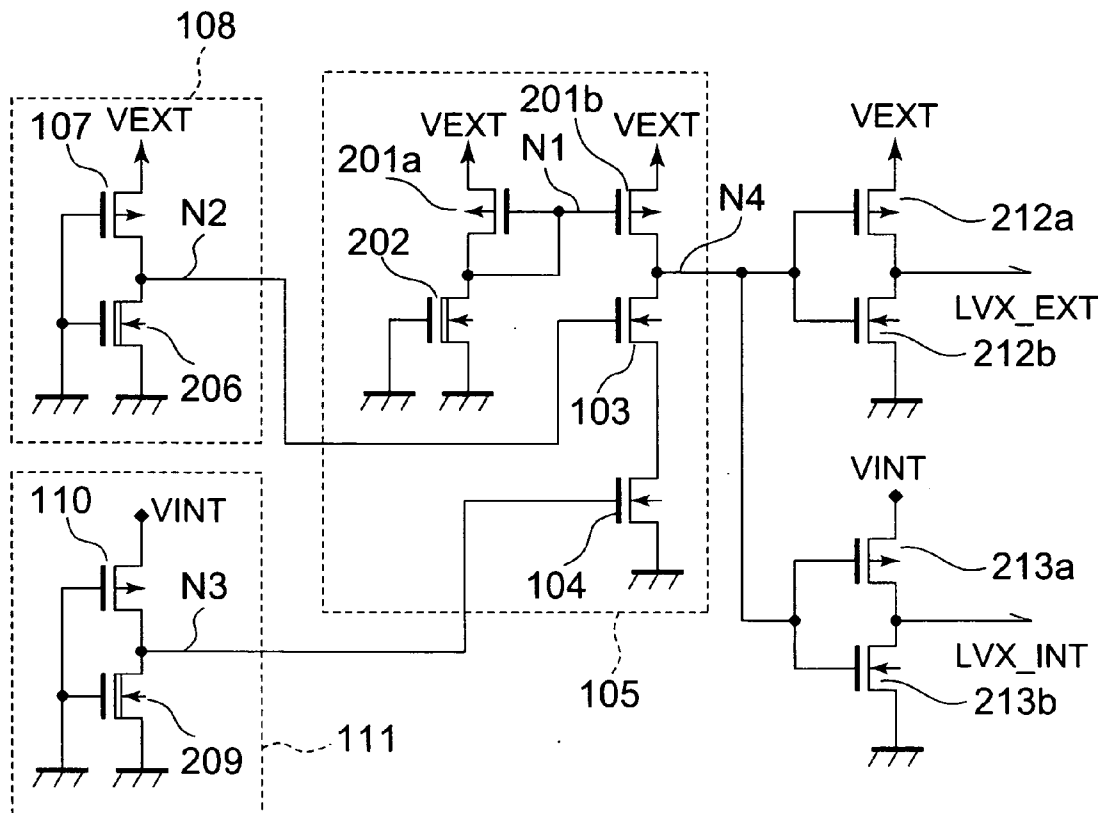 108
107
VEXT
N2
206
201b
VEXT
VEXT
201a
N1
202
N4
103
104
105
VEXT
212a
LVX_EXT
212b
110
VINT
N3
209
111
VINT
213a
LVX_INT
213b